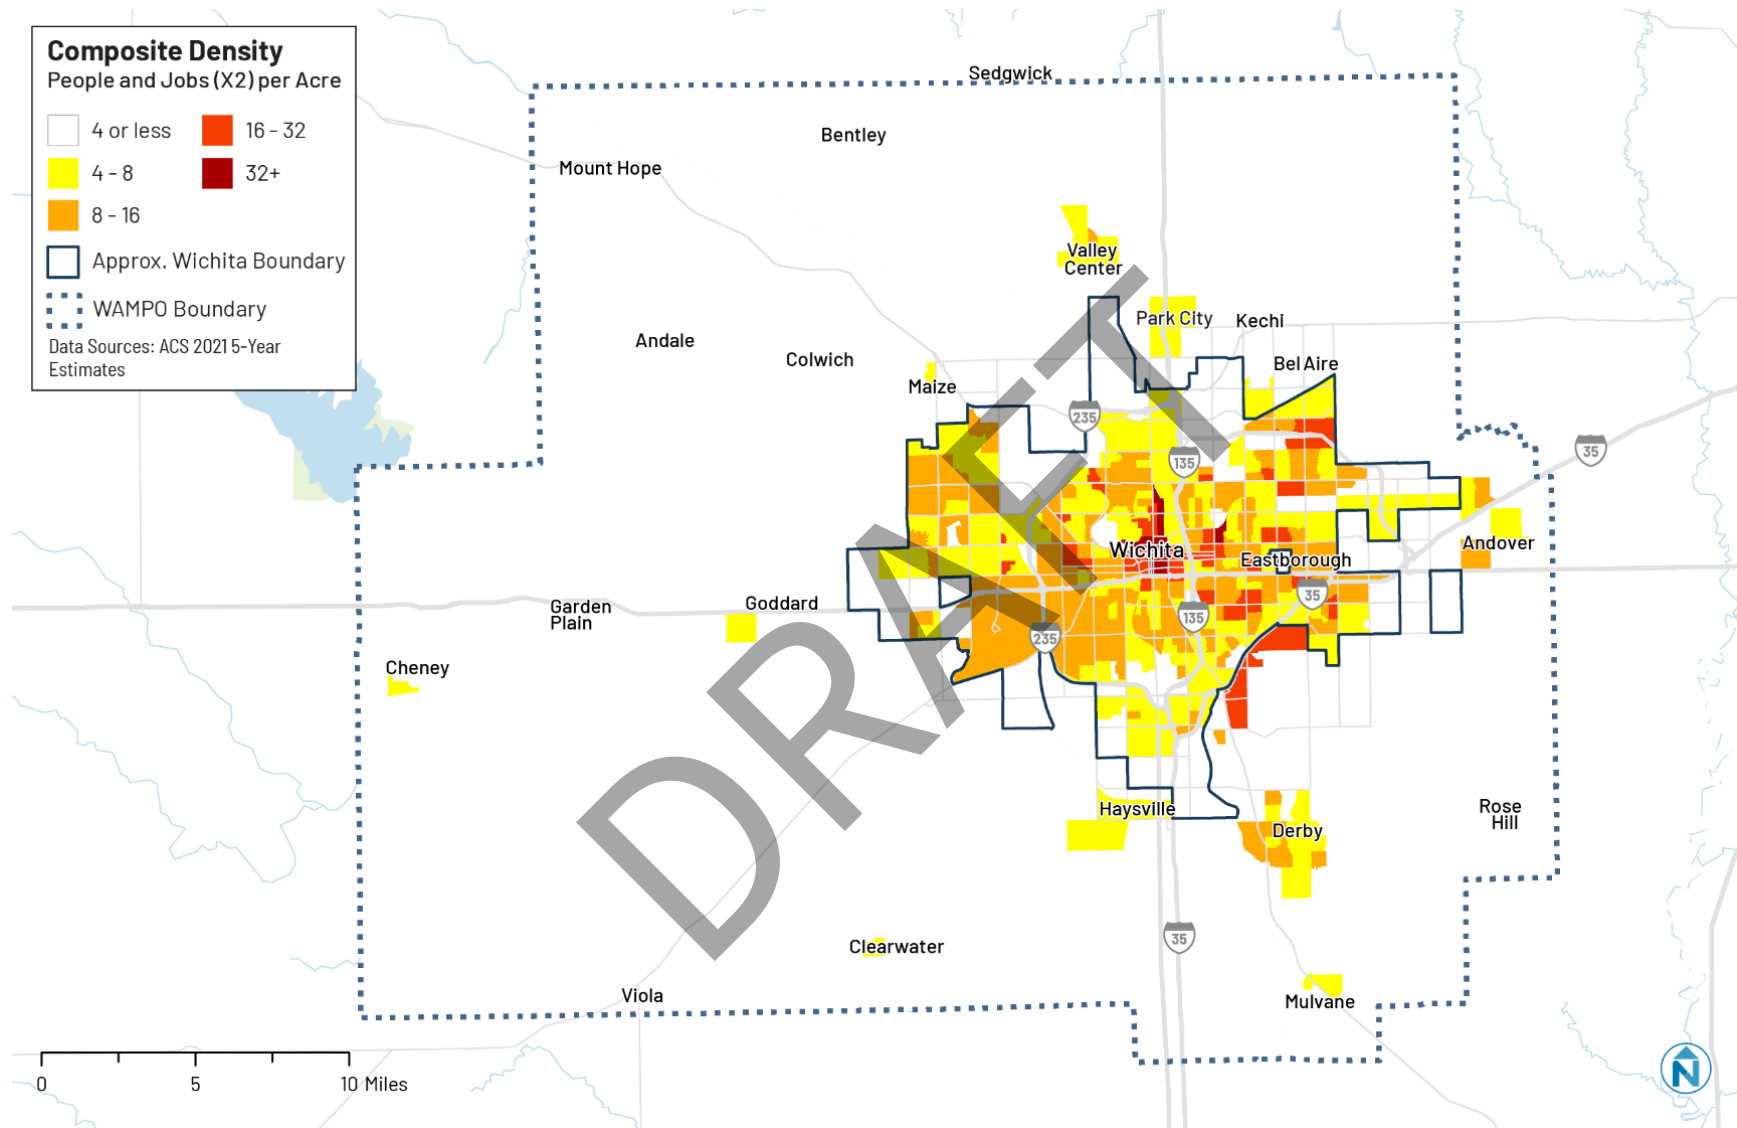 Composite Density
People and Jobs (X2) per Acre
4 or less
16 - 32
4 - 8
32+
8 - 16
Approx. Wichita Boundary
WAMPO Boundary
Data Sources: ACS 2021 5-Year
Estimates
Sedgwick
Bentley
Mount Hope
Valley
Center
Park City
Kechi
Andale
Colwich
Bel Aire
Maize
235
135
35
Wichita
Eastborough
Andover
Garden
Plain
Goddard
35
135
235
Cheney
Haysville
Derby
Rose
Hill
Clearwater
35
Viola
Mulvane
DRAFT
0
5
10 Miles
N